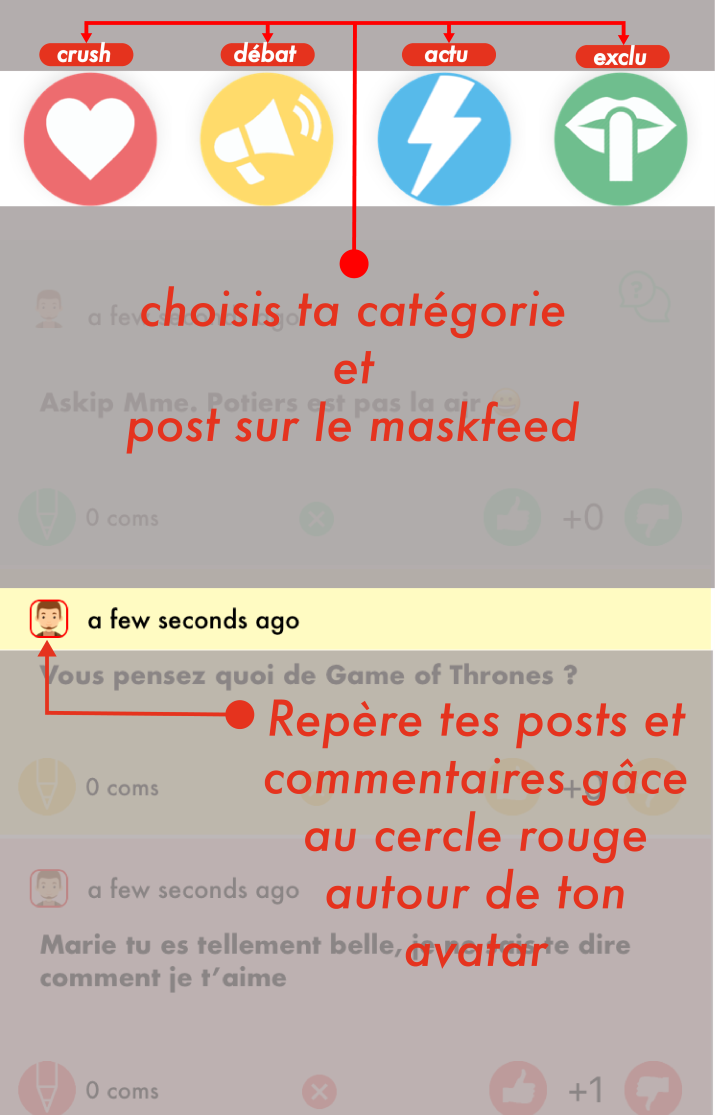 crush débat actu exclu
a few seconds ago
choisis ta catégorie
et
Askip Mme. Potiers est pas la air
post sur le maskfeed
0 coms +0
a few seconds ago
Vous pensez quoi de Game of Thrones ?
Repère tes posts et
commentaires gâce
0 coms
au cercle rouge
a few seconds ago
autour de ton
avatar
Marie tu es tellement belle, je ne sais te dire
comment je t'aime
0 coms +1